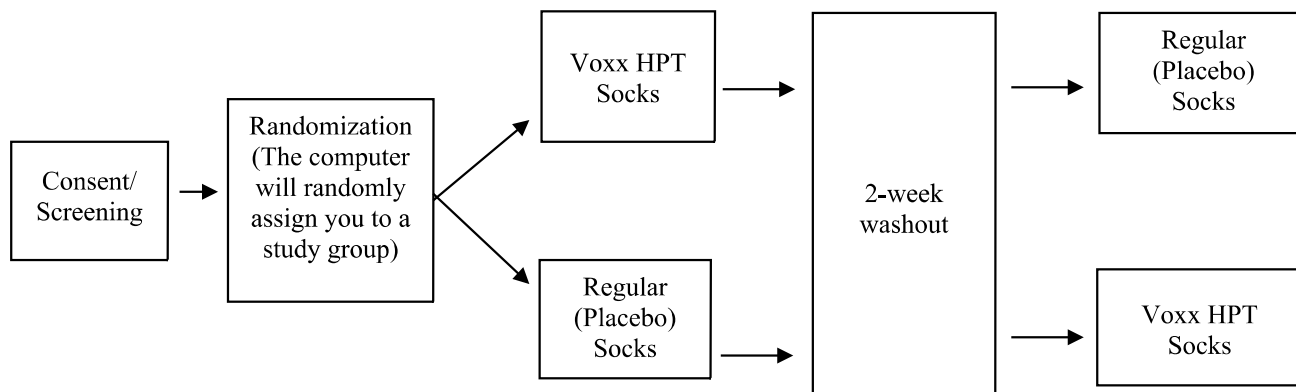 Consent/
Screening
Randomization
(The computer
will randomly
assign you to a
study group)
Voxx HPT
Socks
Regular
(Placebo)
Socks
2-week
washout
Regular
(Placebo)
Socks
Voxx HPT
Socks